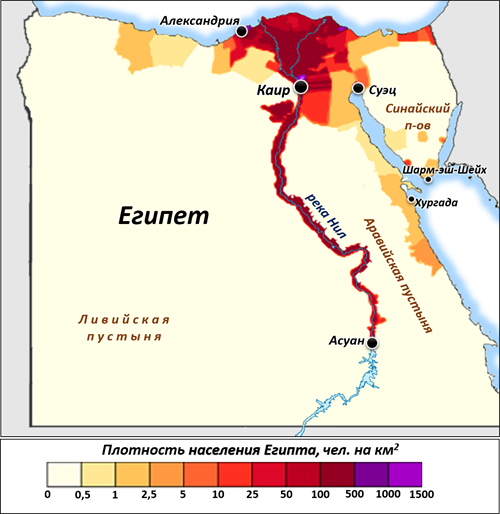 Александрия
Каир
Суэц
Синайский
п-ов
Шарм-эш-Шейх
Хургада
Египет
река Нил
Аравийская пустыня
Ливийская
пустыня
Асуан
Плотность населения Египта, чел. на км²
0 0,5 1 2,5 5 10 25 50 100 500 1000 1500